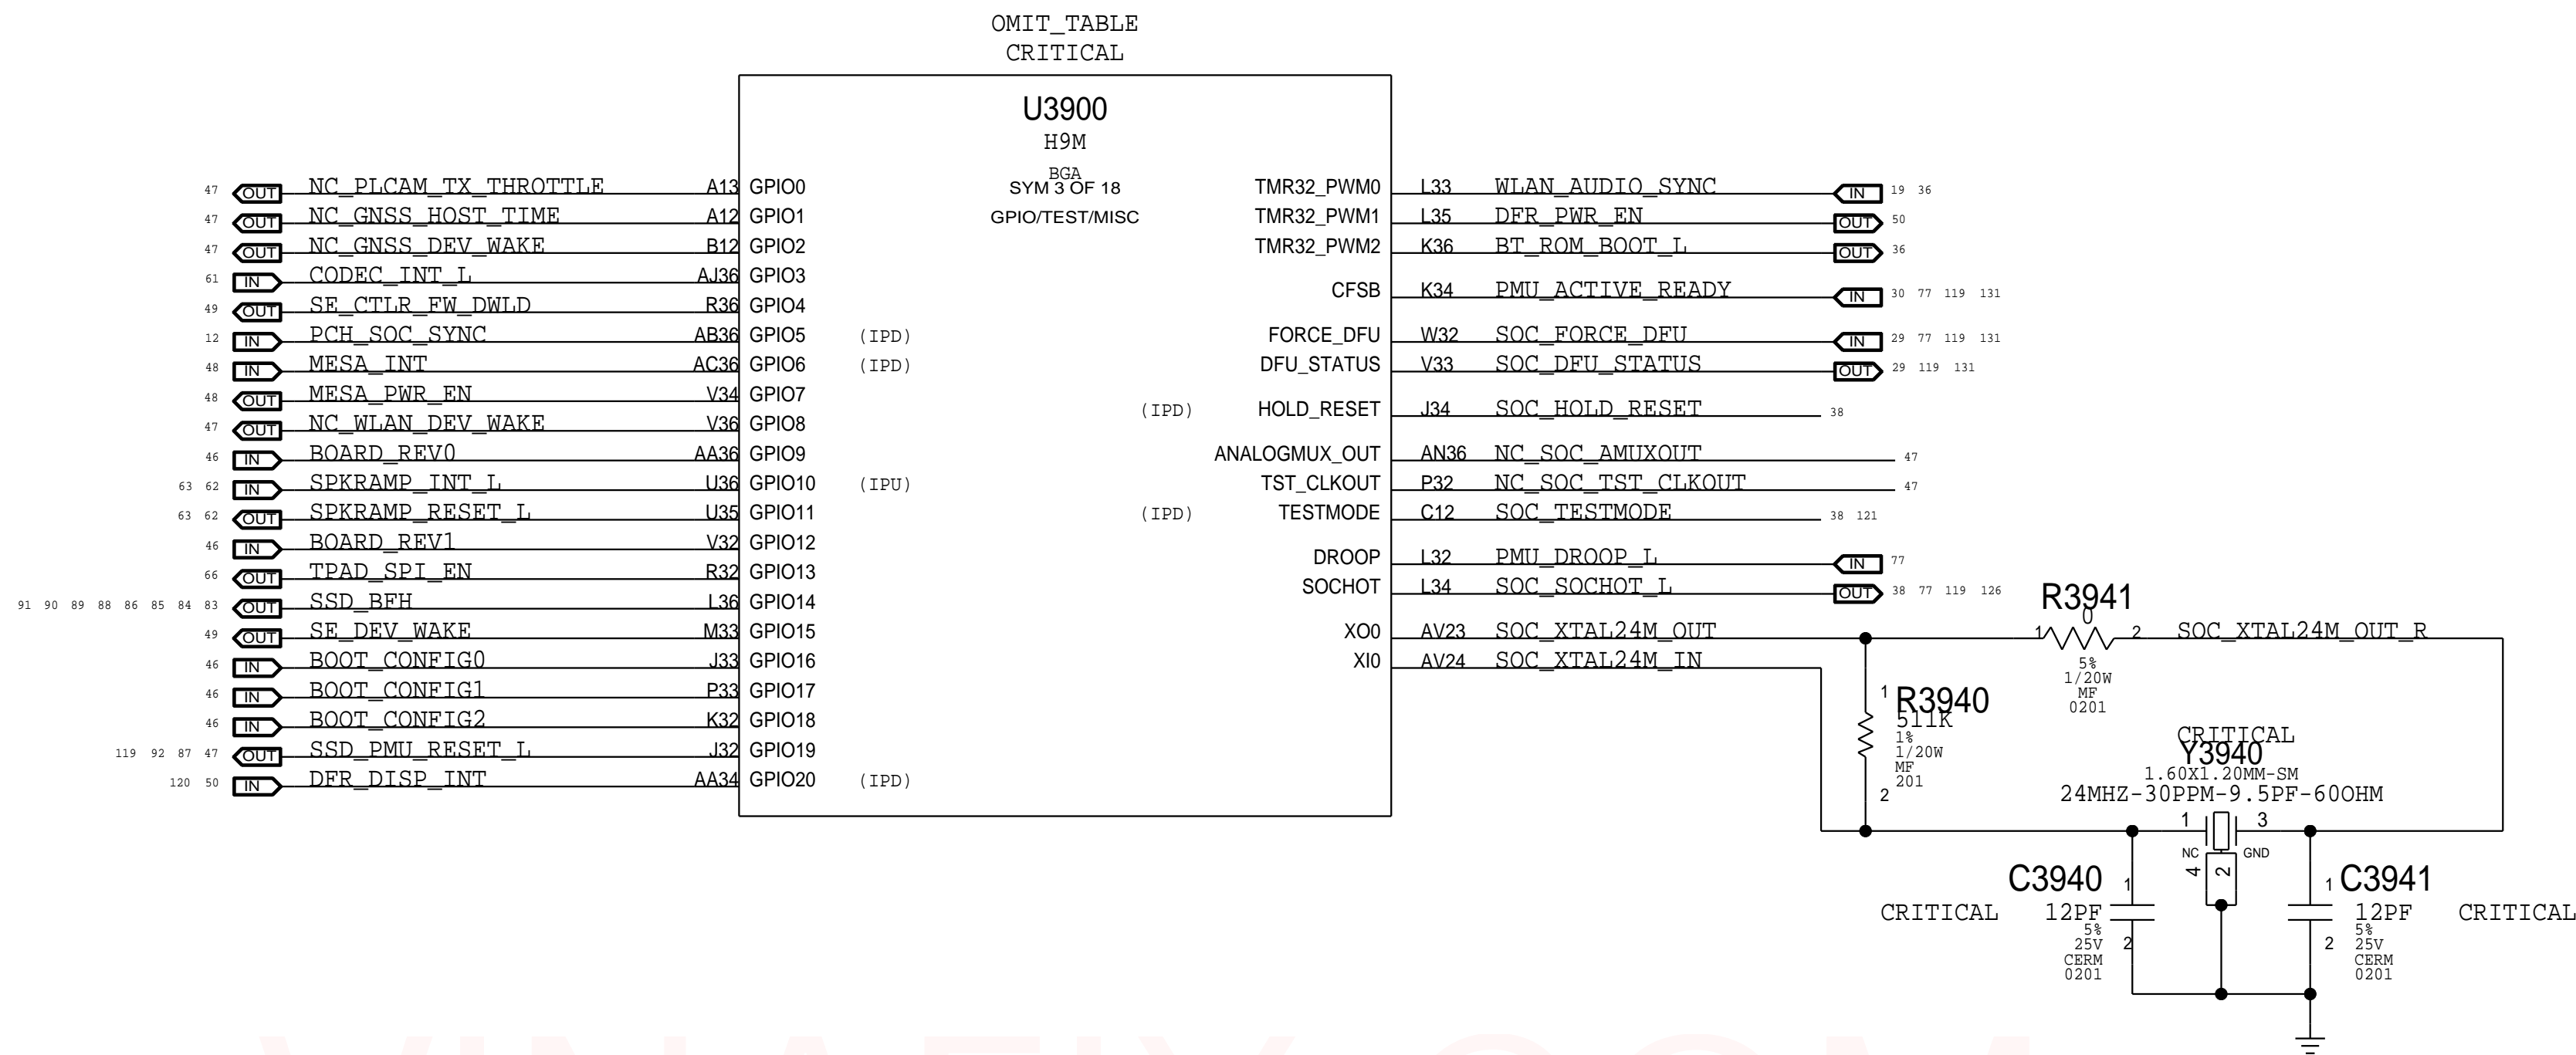 OMIT_TABLE
CRITICAL
U3900
H9M
BGA
SYM 3 OF 18
GPIO/TEST/MISC
47 OUT NC_PLCAM_TX_THROTTLE A13 GPIO0
47 OUT NC_GNSS_HOST_TIME A12 GPIO1
47 OUT NC_GNSS_DEV_WAKE B12 GPIO2
61 IN CODEC_INT_L AJ36 GPIO3
49 OUT SE_CTLR_FW_DWLD R36 GPIO4
12 IN PCH_SOC_SYNC AB36 GPIO5 (IPD)
48 IN MESA_INT AC36 GPIO6 (IPD)
48 OUT MESA_PWR_EN V34 GPIO7
47 OUT NC_WLAN_DEV_WAKE V36 GPIO8
46 IN BOARD_REV0 AA36 GPIO9
63 62 IN SPKRAMP_INT_L U36 GPIO10 (IPU)
63 62 OUT SPKRAMP_RESET_L U35 GPIO11
46 IN BOARD_REV1 V32 GPIO12
66 OUT TPAD_SPI_EN R32 GPIO13
91 90 89 88 86 85 84 83 OUT SSD_BFH L36 GPIO14
49 OUT SE_DEV_WAKE M33 GPIO15
46 IN BOOT_CONFIG0 J33 GPIO16
46 IN BOOT_CONFIG1 P33 GPIO17
46 IN BOOT_CONFIG2 K32 GPIO18
119 92 87 47 OUT SSD_PMU_RESET_L J32 GPIO19
120 50 IN DFR_DISP_INT AA34 GPIO20 (IPD)
TMR32_PWM0 L33 WLAN_AUDIO_SYNC IN 19 36
TMR32_PWM1 L35 DFR_PWR_EN OUT 50
TMR32_PWM2 K36 BT_ROM_BOOT_L OUT 36
CFSB K34 PMU_ACTIVE_READY IN 30 77 119 131
FORCE_DFU W32 SOC_FORCE_DFU IN 29 77 119 131
DFU_STATUS V33 SOC_DFU_STATUS OUT 29 119 131
(IPD) HOLD_RESET J34 SOC_HOLD_RESET 38
ANALOGMUX_OUT AN36 NC_SOC_AMUXOUT 47
TST_CLKOUT P32 NC_SOC_TST_CLKOUT 47
(IPD) TESTMODE C12 SOC_TESTMODE 38 121
DROOP L32 PMU_DROOP_L IN 77
SOCHOT L34 SOC_SOCHOT_L OUT 38 77 119 126
XO0 AV23 SOC_XTAL24M_OUT
XI0 AV24 SOC_XTAL24M_IN
R3941
0
1 2 SOC_XTAL24M_OUT_R
5%
1/20W
MF
0201
1 R3940
511K
1%
1/20W
MF
201
2
CRITICAL
Y3940
1.60X1.20MM-SM
24MHZ-30PPM-9.5PF-60OHM
1 3
NC GND
4 2
C3940 1
CRITICAL 12PF
5%
25V 2
CERM
0201
1 C3941
12PF CRITICAL
5%
2 25V
CERM
0201
VINAFIX.COM